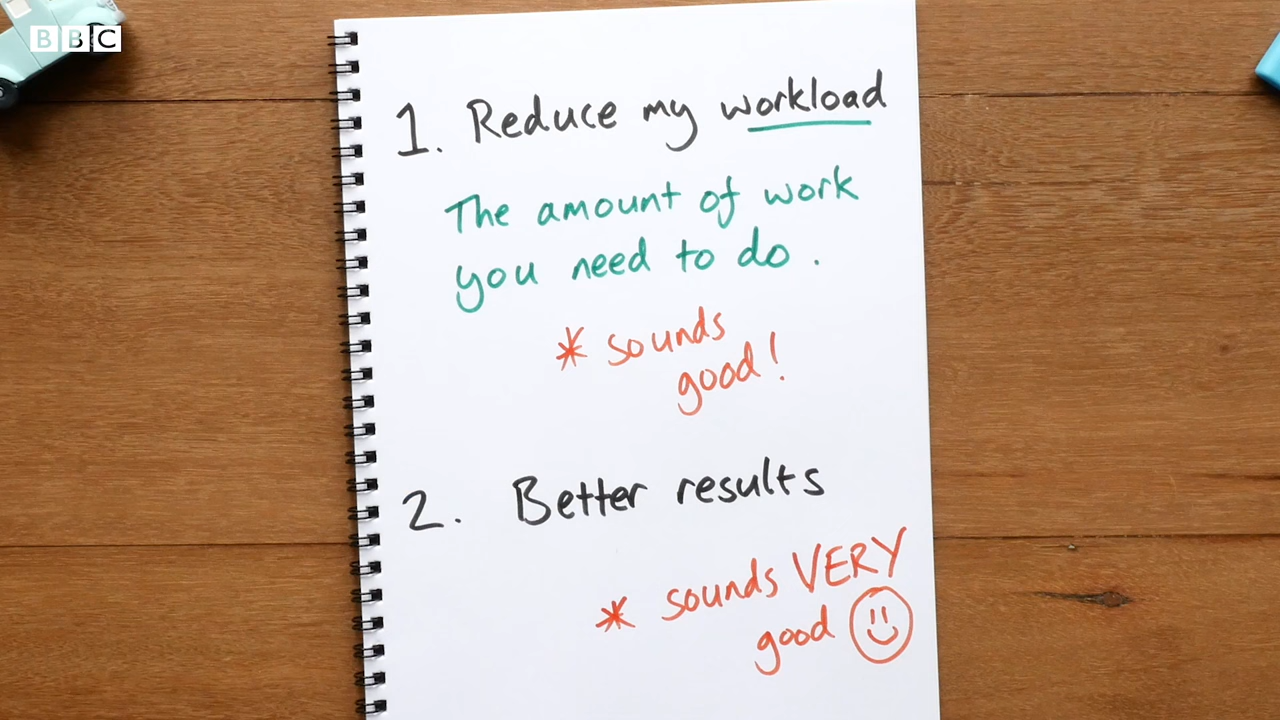 BBC
1. Reduce my workload
The amount of work
you need to do.
* sounds
good!
2. Better results
* sounds VERY
good